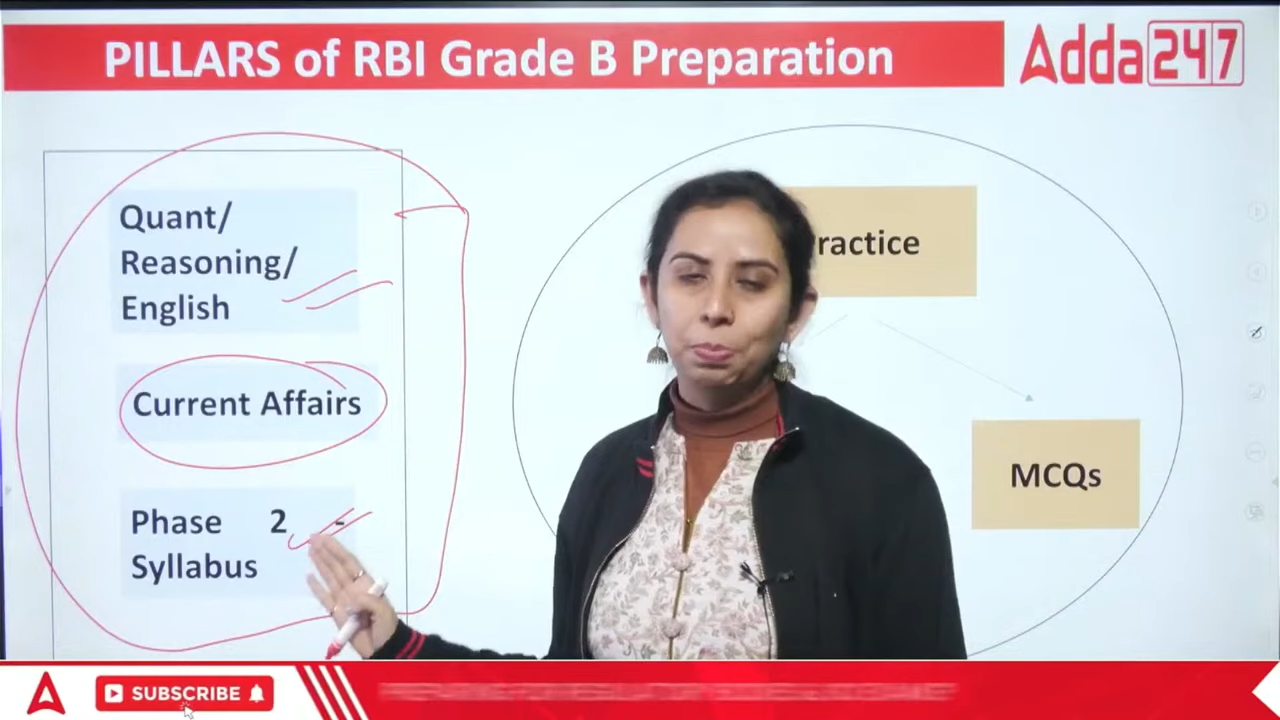 PILLARS of RBI Grade B Preparation
Adda247
Quant/
Reasoning/
English
Current Affairs
Phase 2 -
Syllabus
ractice
MCQs
SUBSCRIBE